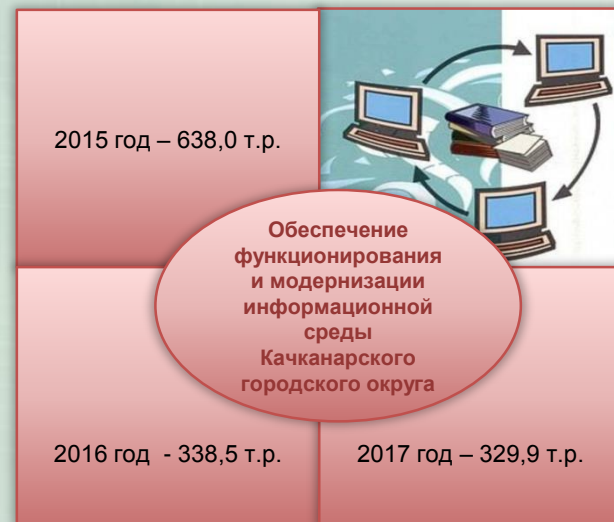 2015 год – 638,0 т.р.
Обеспечение
функционирования
и модернизации
информационной
среды
Качканарского
городского округа
2016 год  - 338,5 т.р.
2017 год – 329,9 т.р.